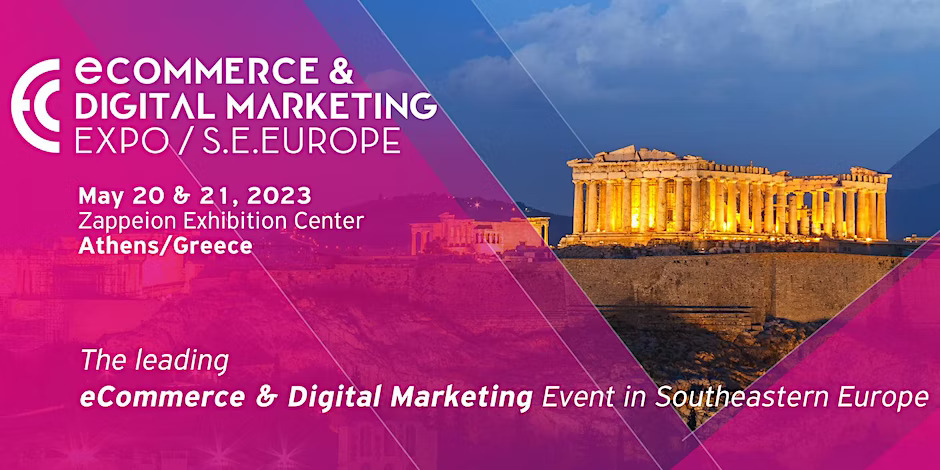 EC
eCOMMERCE &
DIGITAL MARKETING
EXPO / S.E.EUROPE
May 20 & 21, 2023
Zappeion Exhibition Center
Athens/Greece
The leading
eCommerce & Digital Marketing Event in Southeastern Europe